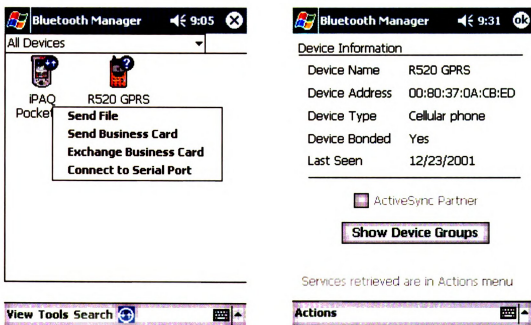 Bluetooth Manager 9:05
All Devices
iPAQ
Pocket
R520 GPRS
Send File
Send Business Card
Exchange Business Card
Connect to Serial Port
View Tools Search
Bluetooth Manager 9:31 ok
Device Information
Device Name R520 GPRS
Device Address 00:80:37:0A:CB:ED
Device Type Cellular phone
Device Bonded Yes
Last Seen 12/23/2001
ActiveSync Partner
Show Device Groups
Services retrieved are in Actions menu
Actions